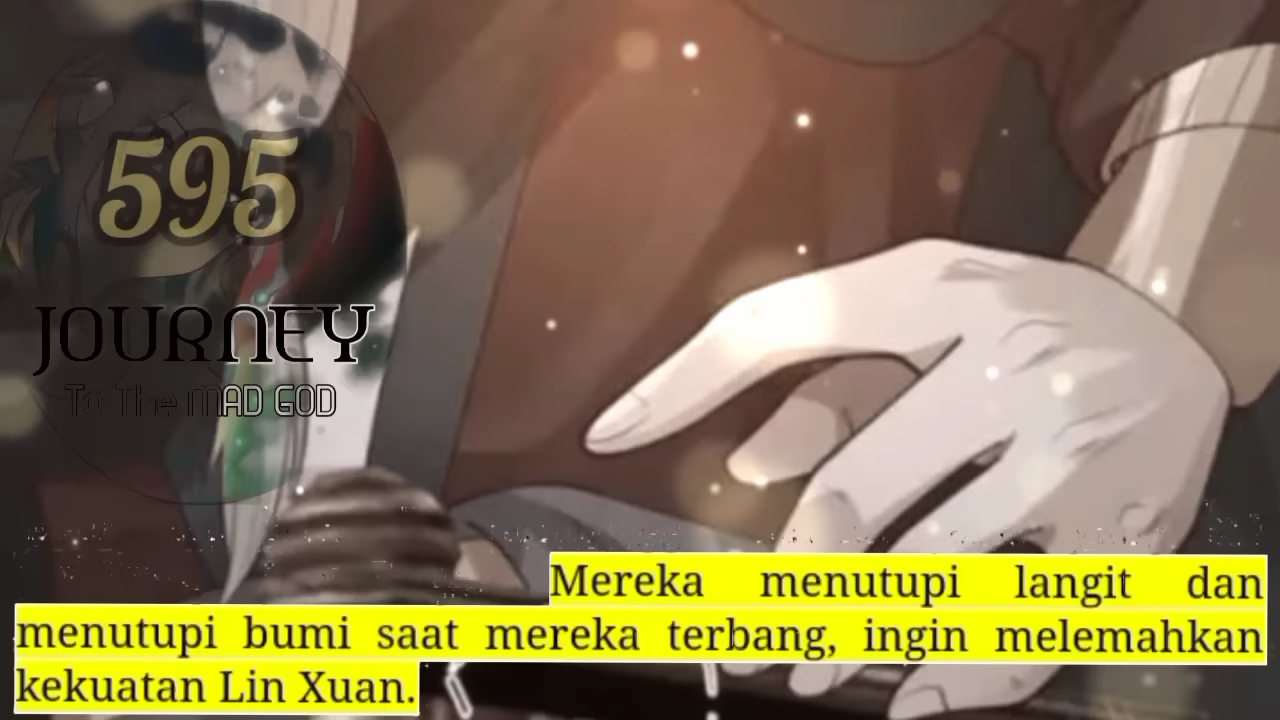 595
JOURNEY
To The MAD GOD
Mereka menutupi langit dan
menutupi bumi saat mereka terbang, ingin melemahkan
kekuatan Lin Xuan.